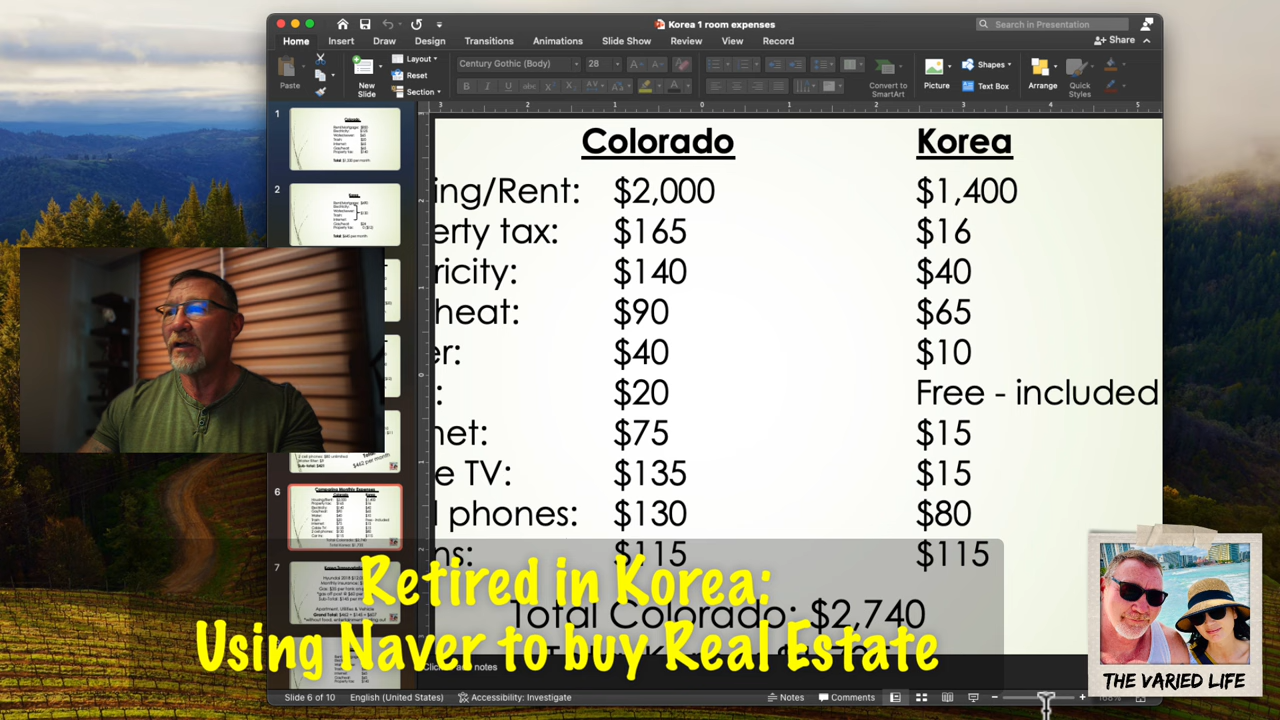 Korea 1 room expenses
Search in Presentation
Home Insert Draw Design Transitions Animations Slide Show Review View Record
Share
Paste
New Slide
Layout
Reset
Section
Century Gothic (Body)
28
Convert to SmartArt
Picture
Shapes
Text Box
Arrange
Quick Styles
Colorado Korea
ing/Rent: $2,000 $1,400
erty tax: $165 $16
ricity: $140 $40
heat: $90 $65
er: $40 $10
: $20 Free - included
net: $75 $15
e TV: $135 $15
l phones: $130 $80
ns: $115 $115
Total Colorado: $2,740
1
2
6
7
Retired in Korea:
Using Naver to buy Real Estate
THE VARIED LIFE
Slide 6 of 10 English (United States) Accessibility: Investigate Notes Comments 168%